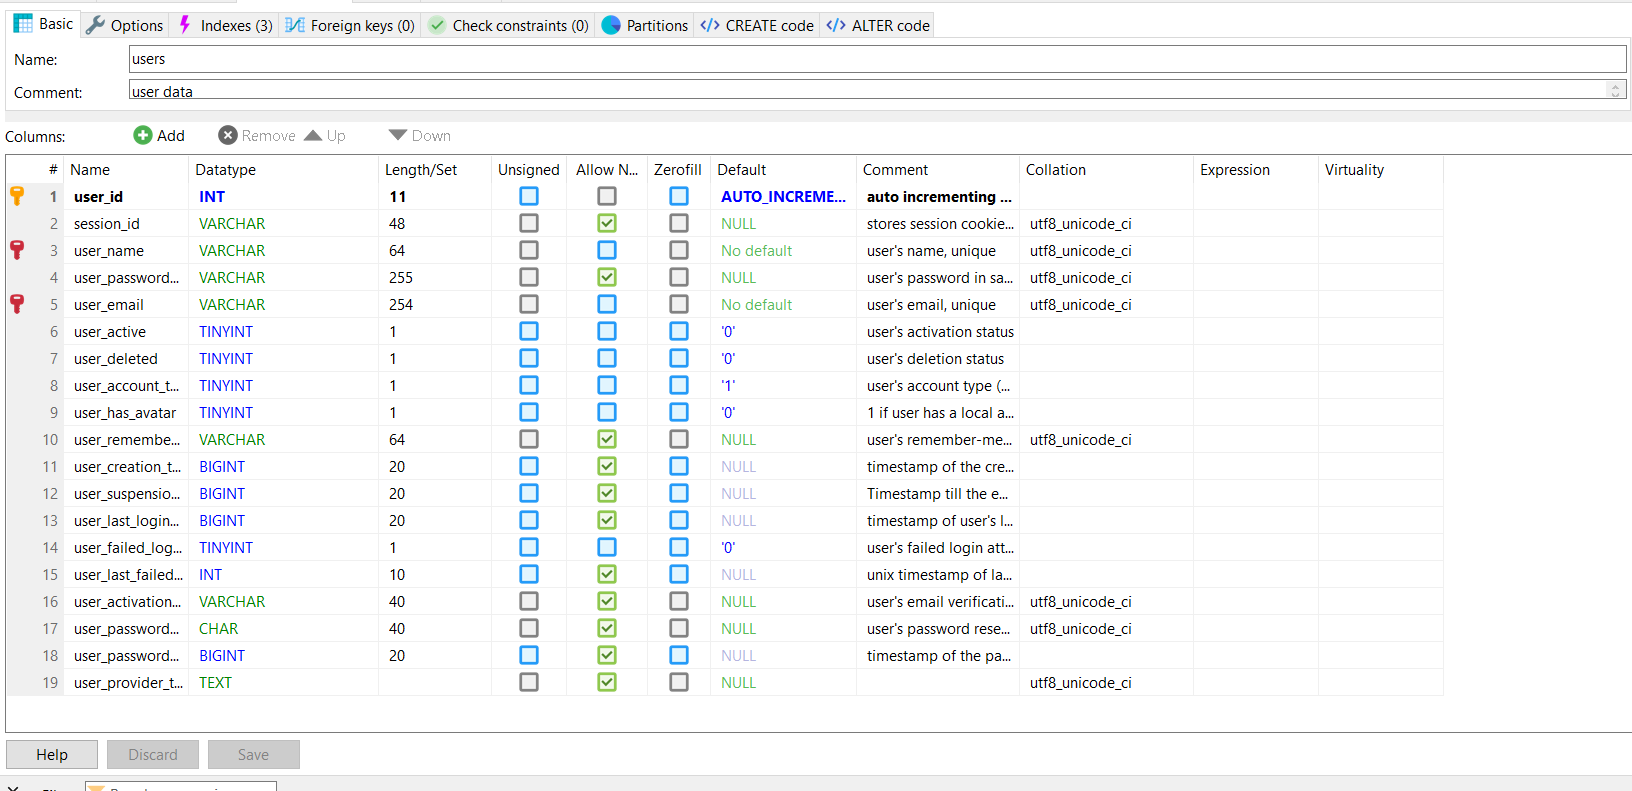 Basic Options Indexes (3) Foreign keys (0) Check constraints (0) Partitions CREATE code ALTER code
Name: users
Comment: user data
Columns: Add Remove Up Down
# Name Datatype Length/Set Unsigned Allow N... Zerofill Default Comment Collation Expression Virtuality
1 user_id INT 11 AUTO_INCREME... auto incrementing ...
2 session_id VARCHAR 48 NULL stores session cookie... utf8_unicode_ci
3 user_name VARCHAR 64 No default user's name, unique utf8_unicode_ci
4 user_password... VARCHAR 255 NULL user's password in sa... utf8_unicode_ci
5 user_email VARCHAR 254 No default user's email, unique utf8_unicode_ci
6 user_active TINYINT 1 '0' user's activation status
7 user_deleted TINYINT 1 '0' user's deletion status
8 user_account_t... TINYINT 1 '1' user's account type (...
9 user_has_avatar TINYINT 1 '0' 1 if user has a local a...
10 user_remembe... VARCHAR 64 NULL user's remember-me... utf8_unicode_ci
11 user_creation_t... BIGINT 20 NULL timestamp of the cre...
12 user_suspensio... BIGINT 20 NULL Timestamp till the e...
13 user_last_login... BIGINT 20 NULL timestamp of user's l...
14 user_failed_log... TINYINT 1 '0' user's failed login att...
15 user_last_failed... INT 10 NULL unix timestamp of la...
16 user_activation... VARCHAR 40 NULL user's email verificati... utf8_unicode_ci
17 user_password... CHAR 40 NULL user's password rese... utf8_unicode_ci
18 user_password... BIGINT 20 NULL timestamp of the pa...
19 user_provider_t... TEXT NULL utf8_unicode_ci
Help Discard Save